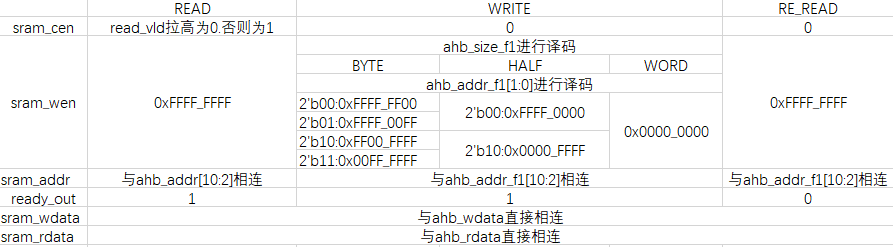 READ WRITE RE_READ
sram_cen read_vld拉高为0.否则为1 0 0
ahb_size_f1进行译码
BYTE HALF WORD
ahb_addr_f1[1:0]进行译码
sram_wen 0xFFFF_FFFF 2'b00:0xFFFF_FF00 2'b00:0xFFFF_0000 0x0000_0000 0xFFFF_FFFF
2'b01:0xFFFF_00FF
2'b10:0xFF00_FFFF 2'b10:0x0000_FFFF
2'b11:0x00FF_FFFF
sram_addr 与ahb_addr[10:2]相连 与ahb_addr_f1[10:2]相连 与ahb_addr_f1[10:2]相连
ready_out 1 1 0
sram_wdata 与ahb_wdata直接相连
sram_rdata 与ahb_rdata直接相连